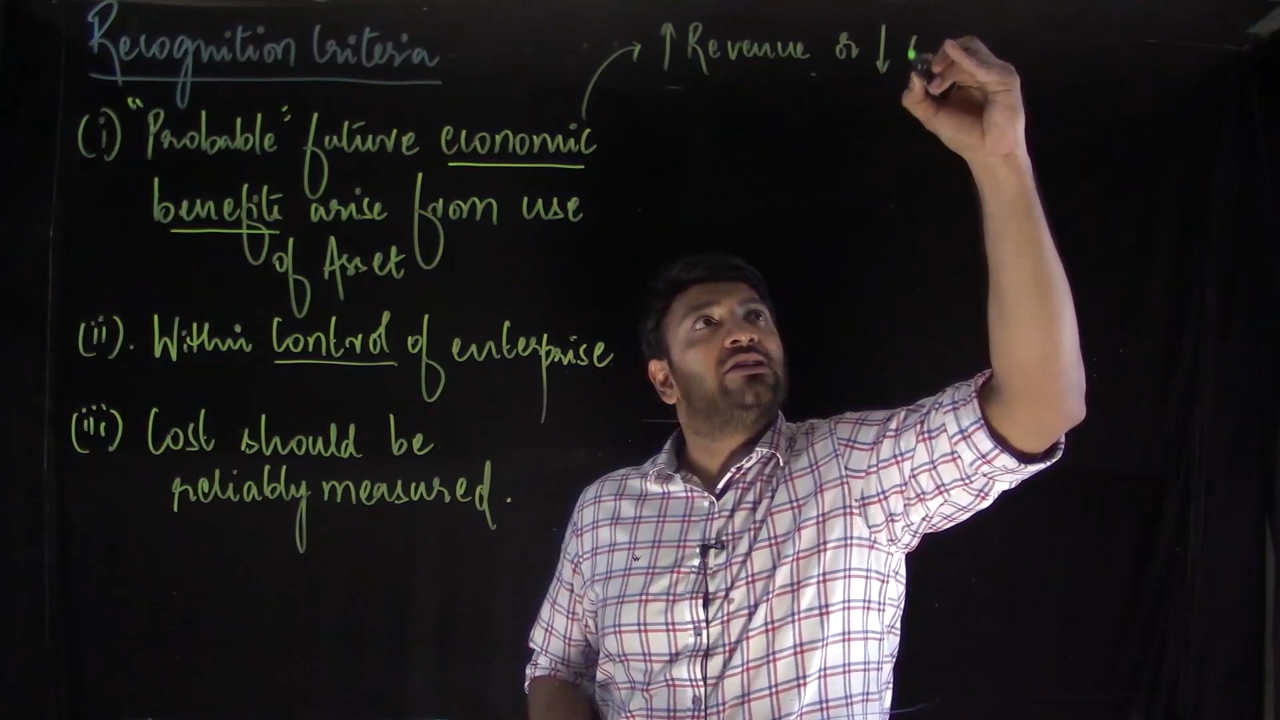 Recognition Criteria
↑ Revenue or ↓
(i) "Probable" future economic
benefits arise from use
of Asset
(ii). Within Control of enterprise
(iii) Cost should be
reliably measured.